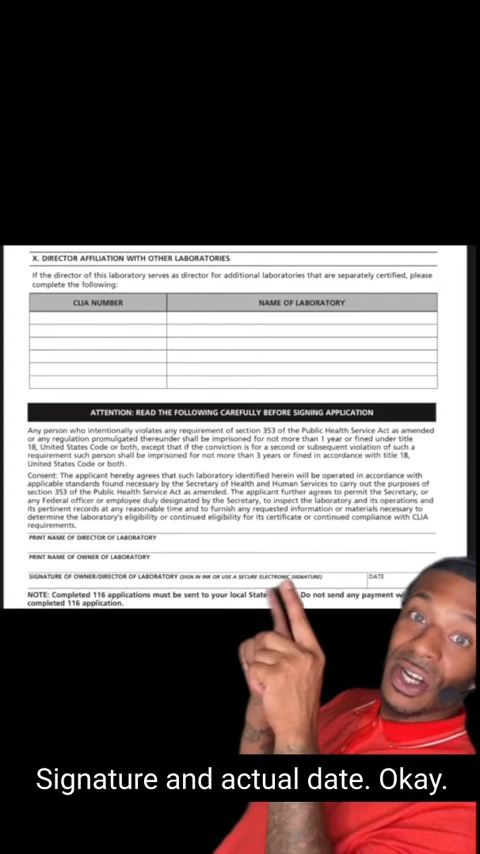 X. DIRECTOR AFFILIATION WITH OTHER LABORATORIES
If the director of this laboratory serves as director for additional laboratories that are separately certified, please
complete the following:
CLIA NUMBER NAME OF LABORATORY
ATTENTION: READ THE FOLLOWING CAREFULLY BEFORE SIGNING APPLICATION
Any person who intentionally violates any requirement of section 353 of the Public Health Service Act as amended
or any regulation promulgated thereunder shall be imprisoned for not more than 1 year or fined under title
18, United States Code or both, except that if the conviction is for a second or subsequent violation of such a
requirement such person shall be imprisoned for not more than 3 years or fined in accordance with title 18,
United States Code or both.
Consent: The applicant hereby agrees that such laboratory identified herein will be operated in accordance with
applicable standards found necessary by the Secretary of Health and Human Services to carry out the purposes of
section 353 of the Public Health Service Act as amended. The applicant further agrees to permit the Secretary, or
any Federal officer or employee duly designated by the Secretary, to inspect the laboratory and its operations and
its pertinent records at any reasonable time and to furnish any requested information or materials necessary to
determine the laboratory's eligibility or continued eligibility for its certificate or continued compliance with CLIA
requirements.
PRINT NAME OF DIRECTOR OF LABORATORY
PRINT NAME OF OWNER OF LABORATORY
SIGNATURE OF OWNER/DIRECTOR OF LABORATORY (SIGN IN INK OR USE A SECURE ELECTRONIC SIGNATURE) DATE
NOTE: Completed 116 applications must be sent to your local State Do not send any payment
completed 116 application.
Signature and actual date. Okay.